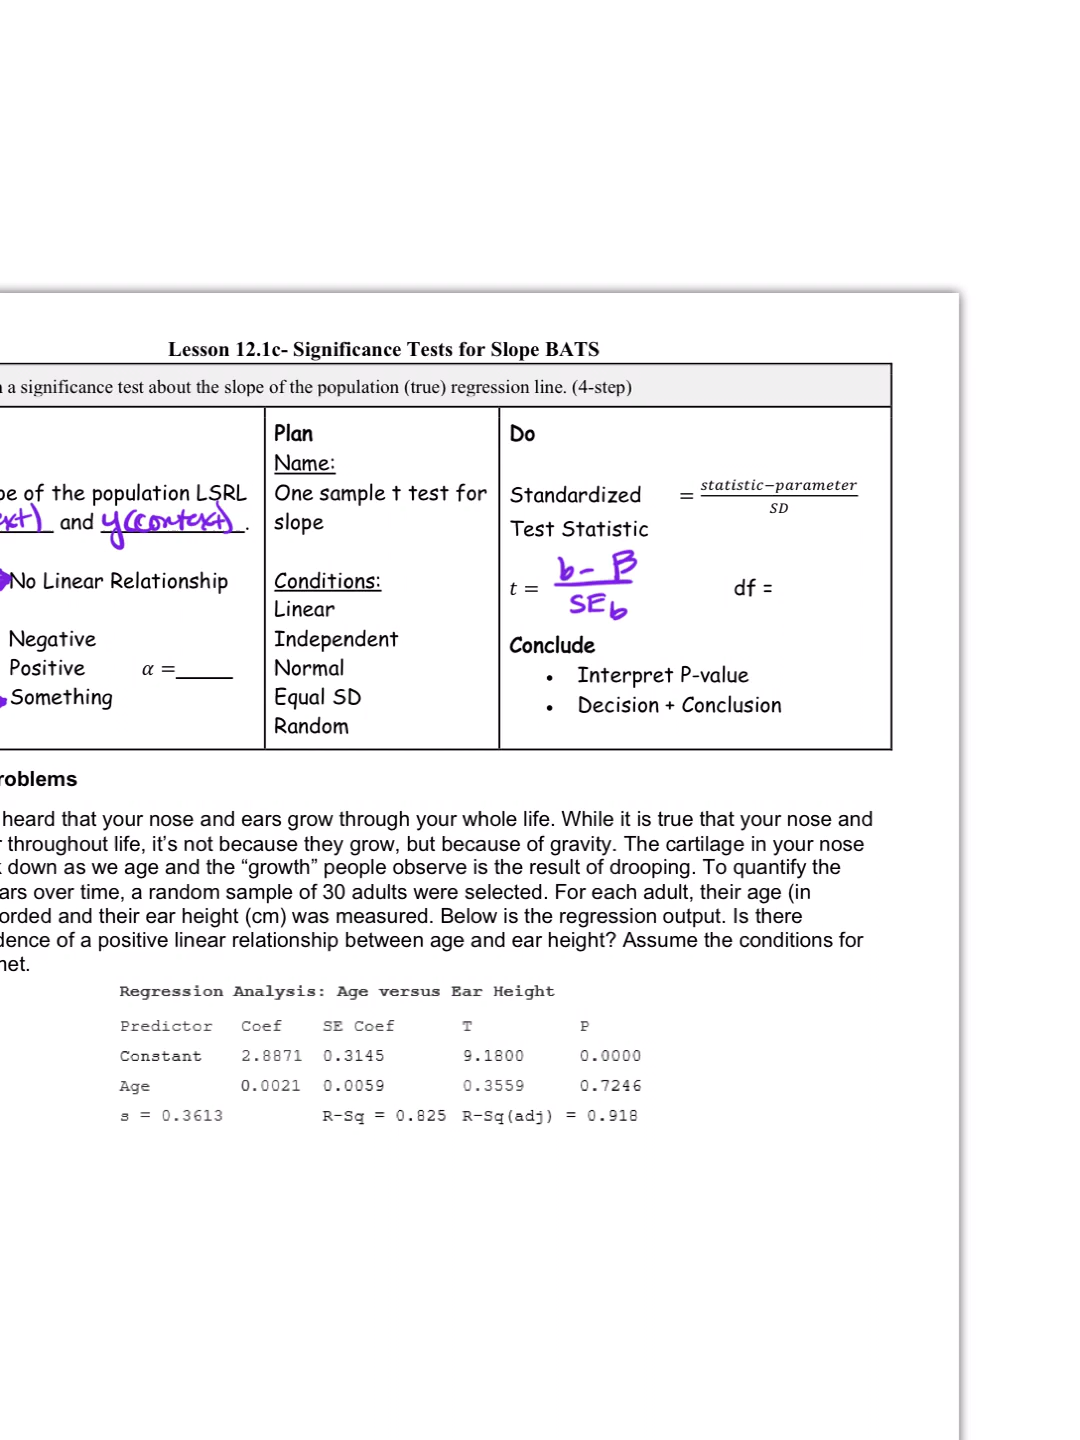 Lesson 12.1c- Significance Tests for Slope BATS
a significance test about the slope of the population (true) regression line. (4-step)
of the population LSRL
and y(context).
No Linear Relationship
Negative
Positive α =_____
Something
Plan
Name:
One sample t test for
slope
Conditions:
Linear
Independent
Normal
Equal SD
Random
Do
Standardized = statistic−parameter
SD
Test Statistic
t = b - β
SEb
df =
Conclude
• Interpret P-value
• Decision + Conclusion
heard that your nose and ears grow through your whole life. While it is true that your nose and
throughout life, it’s not because they grow, but because of gravity. The cartilage in your nose
down as we age and the “growth” people observe is the result of drooping. To quantify the
over time, a random sample of 30 adults were selected. For each adult, their age (in
and their ear height (cm) was measured. Below is the regression output. Is there
of a positive linear relationship between age and ear height? Assume the conditions for
Regression Analysis: Age versus Ear Height
Predictor Coef SE Coef T P
Constant 2.8871 0.3145 9.1800 0.0000
Age 0.0021 0.0059 0.3559 0.7246
s = 0.3613 R-Sq = 0.825 R-Sq(adj) = 0.918